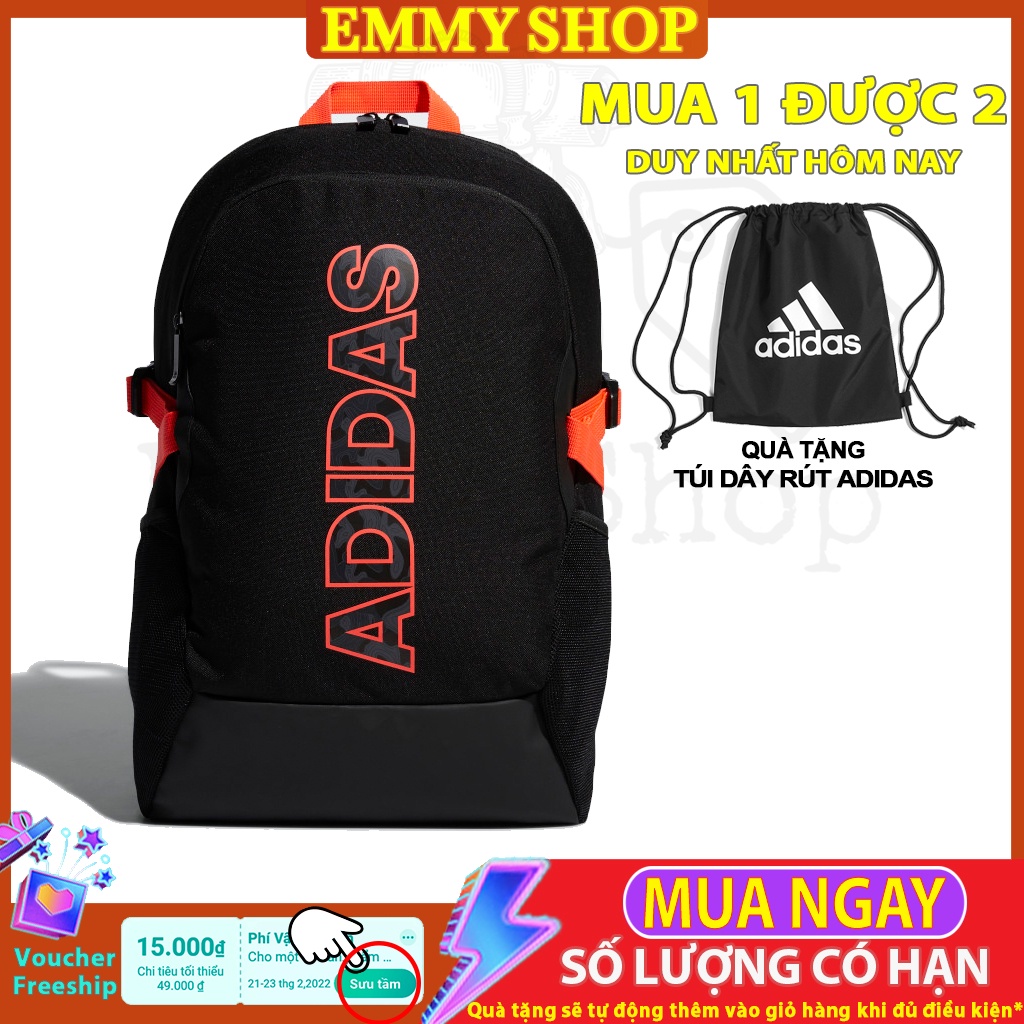 EMMY SHOP
MUA 1 ĐƯỢC 2
DUY NHẤT HÔM NAY
ADIDAS
adidas
QUÀ TẶNG
TÚI DÂY RÚT ADIDAS
Shop
MUA NGAY
SỐ LƯỢNG CÓ HẠN
Quà tặng sẽ tự động thêm vào giỏ hàng khi đủ điều kiện*
Voucher
Freeship
15.000₫
Chi tiêu tối thiểu
49.000 ₫
Phí Vậ
Cho một
21-23 thg 2,2022
Sưu tầm